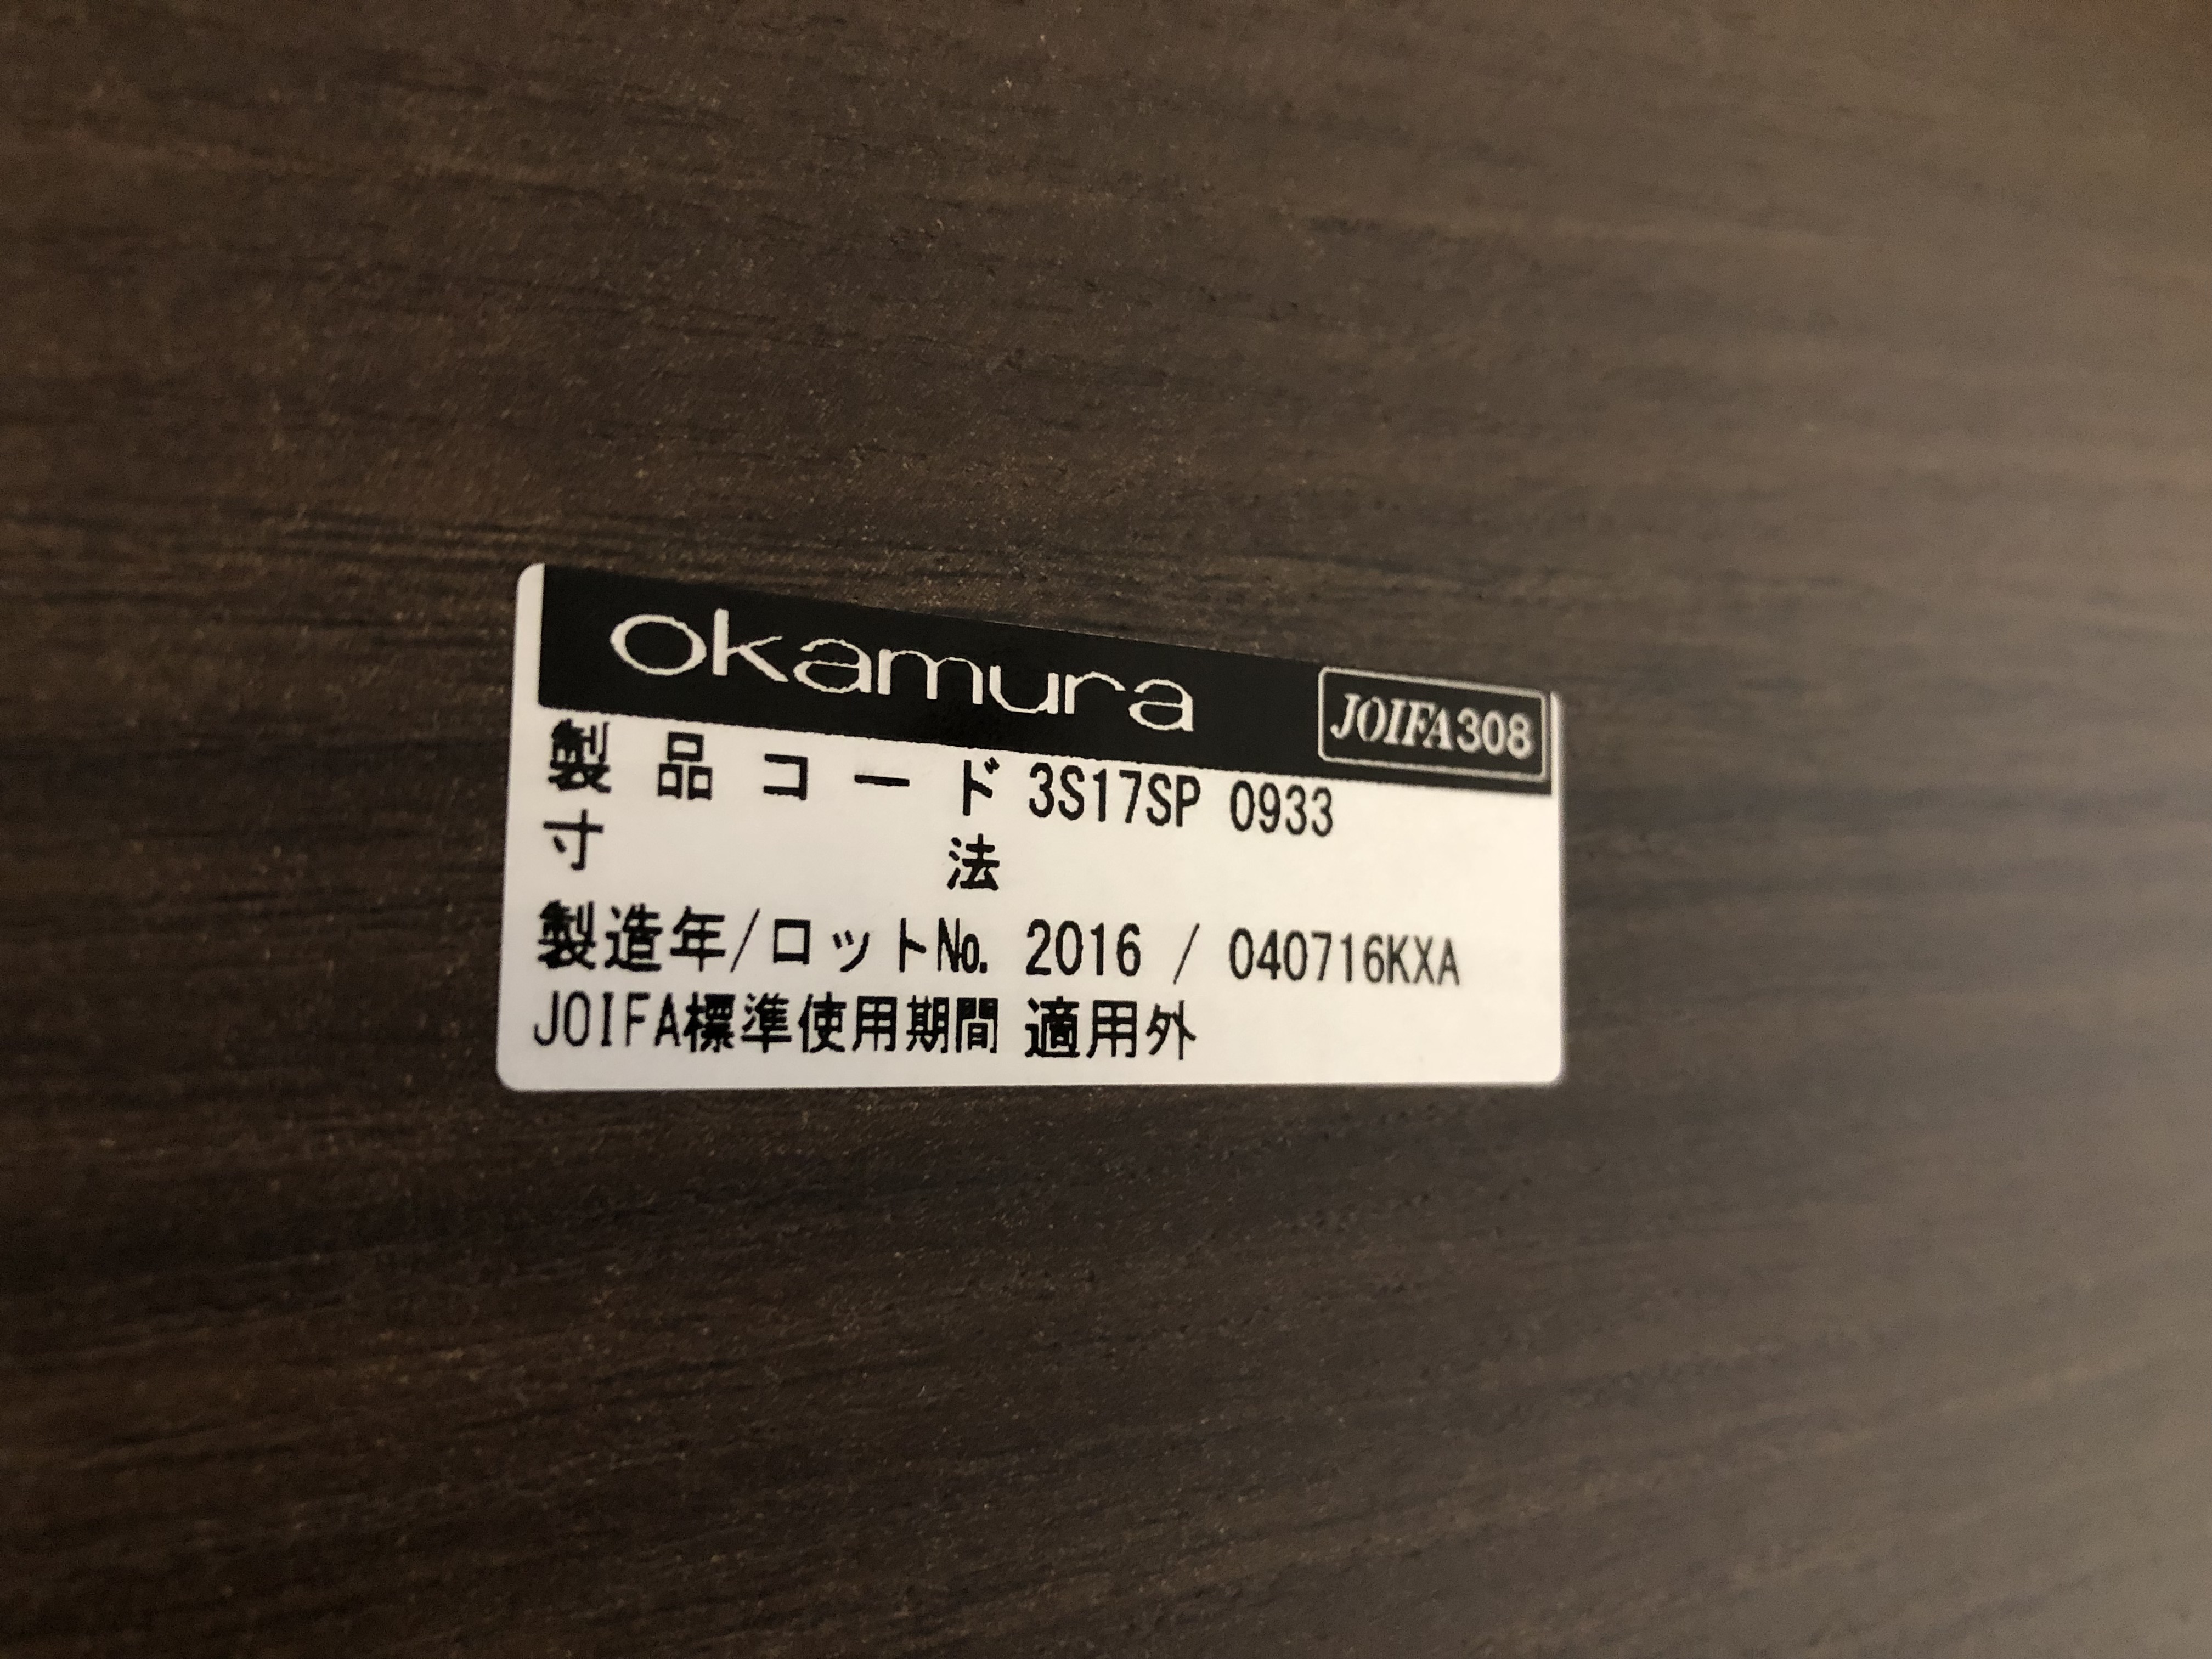 okamura JOIFA308
製品コード 3S17SP 0933
寸法
製造年/ロットNo. 2016 / 040716KXA
JOIFA標準使用期間 適用外